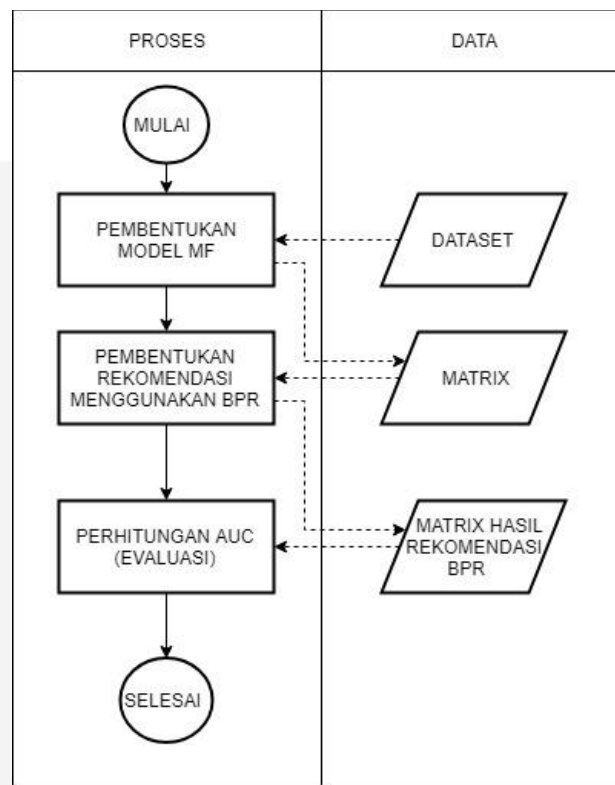 PROSES
DATA
MULAI
PEMBENTUKAN
MODEL MF
DATASET
PEMBENTUKAN
REKOMENDASI
MENGGUNAKAN BPR
MATRIX
PERHITUNGAN AUC
(EVALUASI)
MATRIX HASIL
REKOMENDASI
BPR
SELESAI